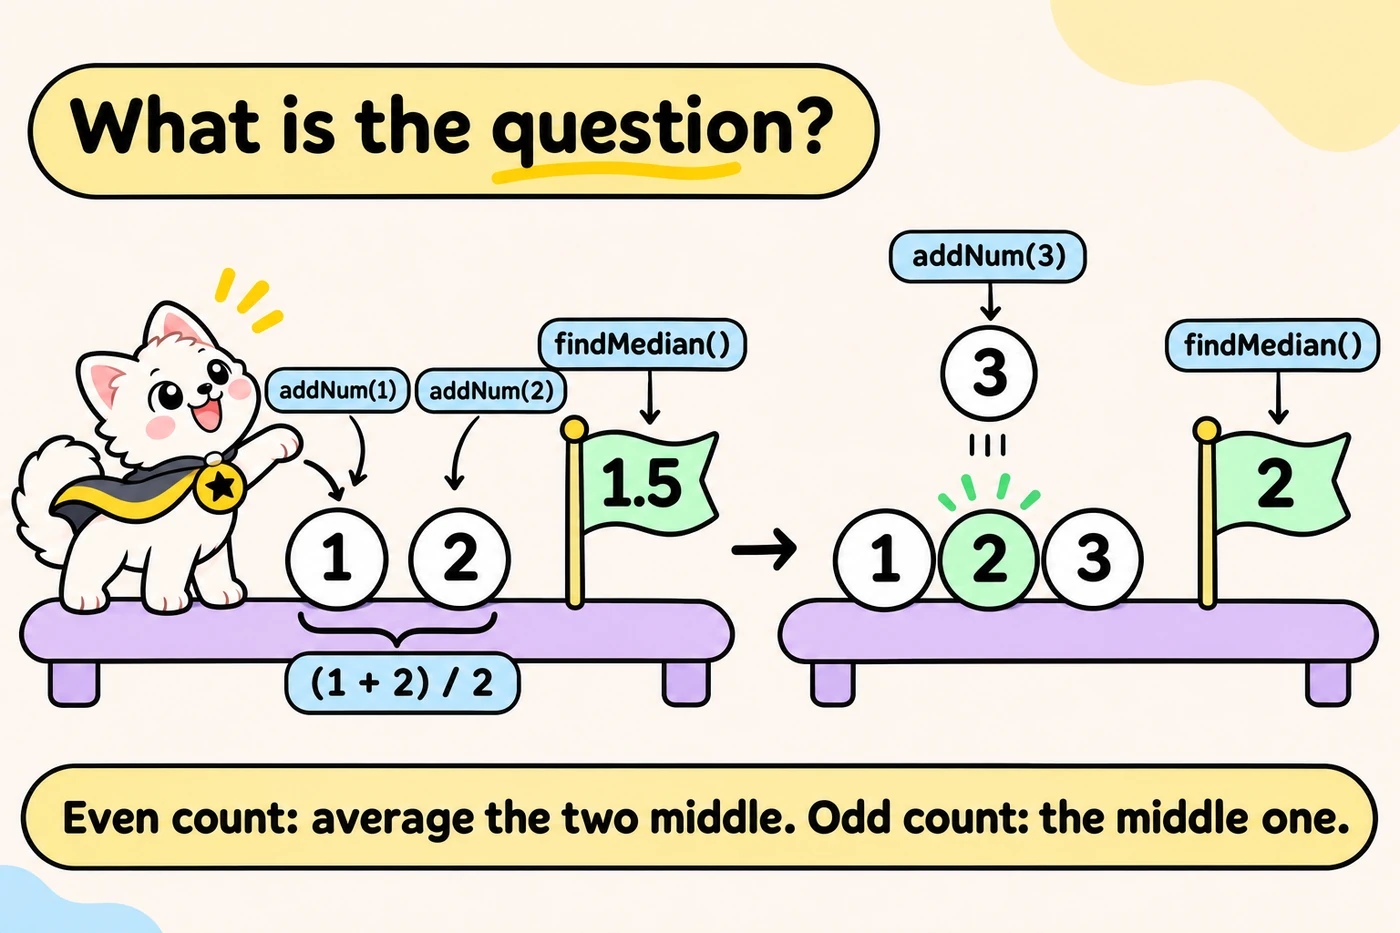 What is the question?
addNum(1)
addNum(2)
findMedian()
1.5
1
2
(1 + 2) / 2
addNum(3)
3
findMedian()
2
1
2
3
Even count: average the two middle. Odd count: the middle one.